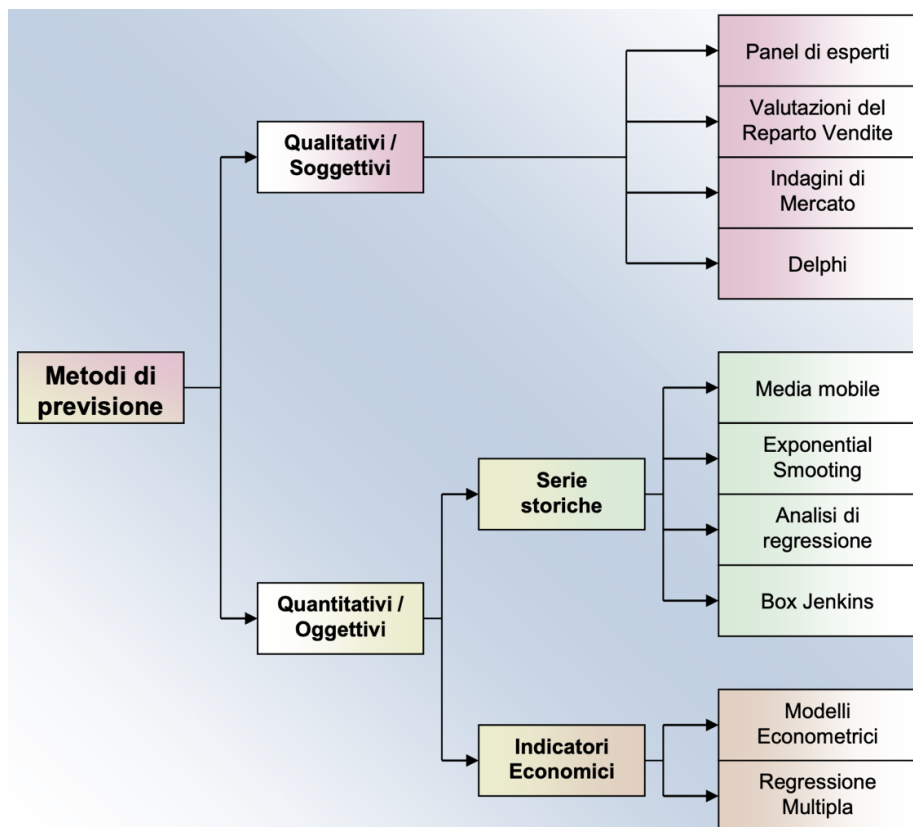 Metodi di
previsione
Qualitativi /
Soggettivi
Panel di esperti
Valutazioni del
Reparto Vendite
Indagini di
Mercato
Delphi
Quantitativi /
Oggettivi
Serie
storiche
Media mobile
Exponential
Smooting
Analisi di
regressione
Box Jenkins
Indicatori
Economici
Modelli
Econometrici
Regressione
Multipla